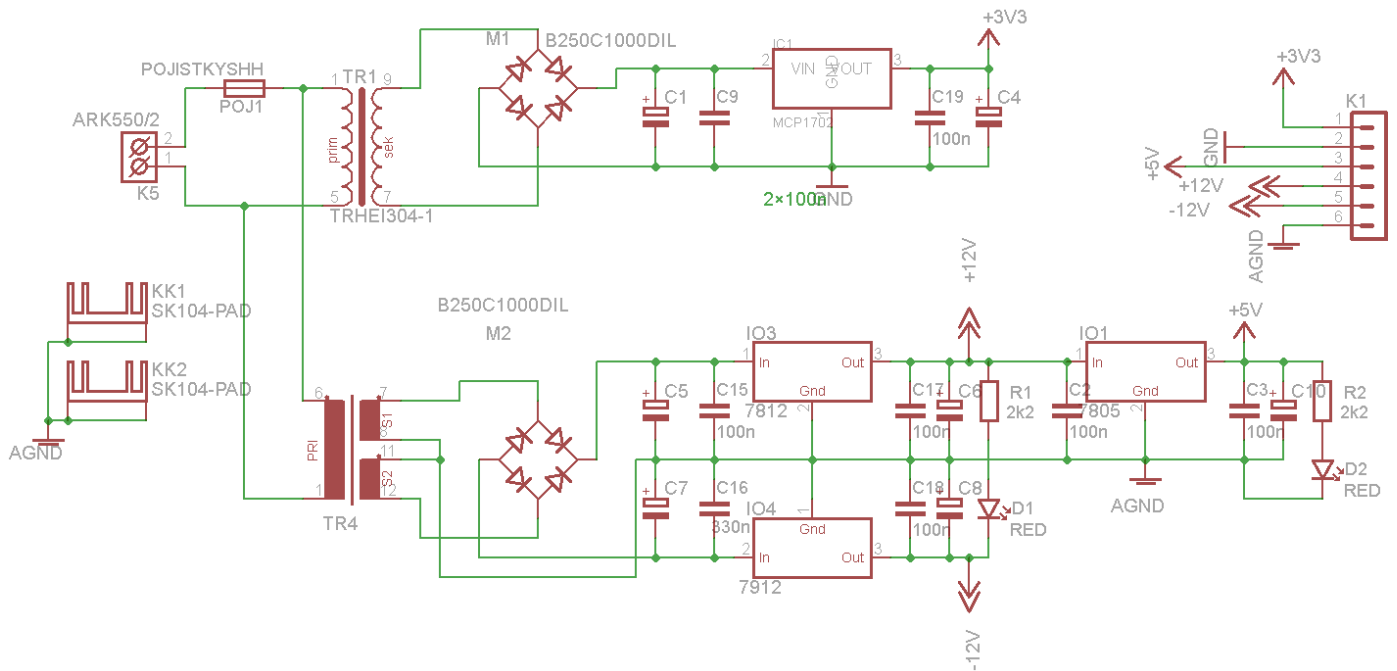 M1
B250C1000DIL
POJISTKYSHH
POJ1
ARK550/2
2
1
K5
TR1
1
9
prim
sek
5
7
TRHEI304-1
+
C1
C9
IC1
2
VIN
GND
VOUT
3
1
MCP1702
C19
100n
+
C4
+3V3
2×100n
GND
+3V3
K1
1
2
3
4
5
6
GND
+5V
+12V
-12V
AGND
KK1
SK104-PAD
KK2
SK104-PAD
AGND
B250C1000DIL
M2
6
7
PRI
S1
8
11
S2
1
12
TR4
+
C5
C15
100n
IO3
1
In
Out
3
Gnd
2
7812
C17
100n
+
C6
+12V
R1
2k2
C2
100n
IO1
1
In
Out
3
Gnd
2
7805
+5V
C3
100n
+
C10
R2
2k2
D2
RED
AGND
+
C7
C16
330n
IO4
1
Gnd
2
In
Out
3
7912
C18
100n
+
C8
D1
RED
-12V